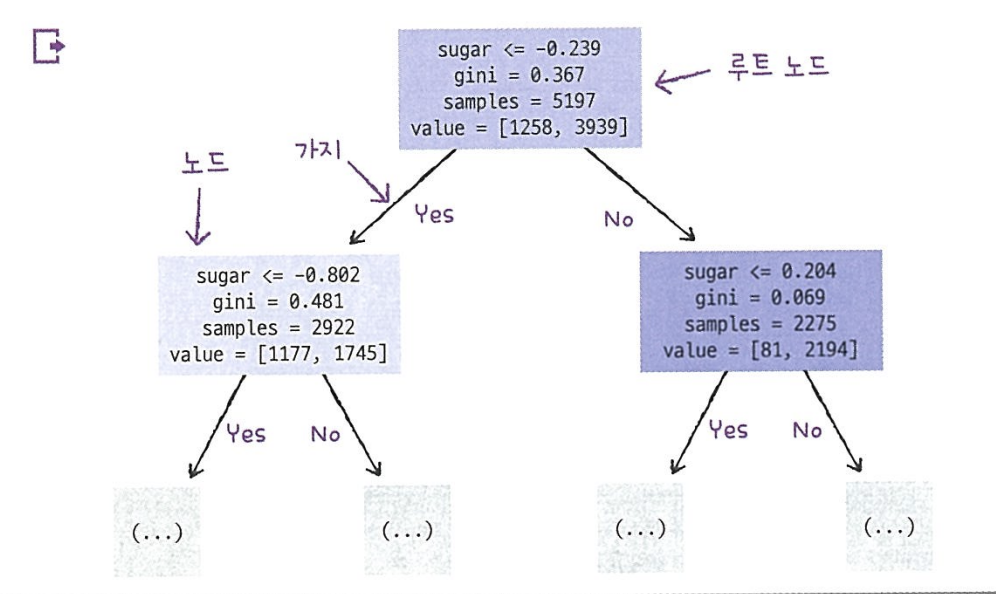 sugar <= -0.239
gini = 0.367
samples = 5197
value = [1258, 3939]
루트 노드
노드
가지
Yes
No
sugar <= -0.802
gini = 0.481
samples = 2922
value = [1177, 1745]
sugar <= 0.204
gini = 0.069
samples = 2275
value = [81, 2194]
Yes
No
Yes
No
(...)
(...)
(...)
(...)